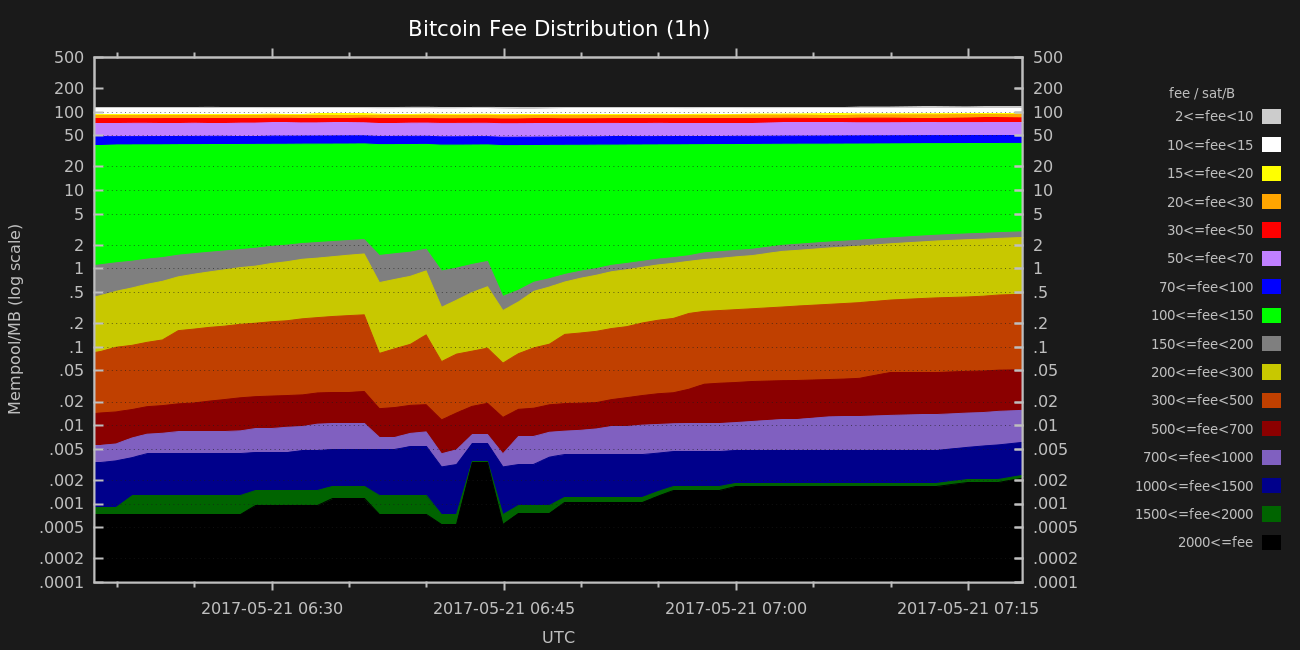 Bitcoin Fee Distribution (1h)
Mempool/MB (log scale)
500
200
100
50
20
10
5
2
1
.5
.2
.1
.05
.02
.01
.005
.002
.001
.0005
.0002
.0001
500
200
100
50
20
10
5
2
1
.5
.2
.1
.05
.02
.01
.005
.002
.001
.0005
.0002
.0001
2017-05-21 06:30 2017-05-21 06:45 2017-05-21 07:00 2017-05-21 07:15
UTC
fee / sat/B
2<=fee<10
10<=fee<15
15<=fee<20
20<=fee<30
30<=fee<50
50<=fee<70
70<=fee<100
100<=fee<150
150<=fee<200
200<=fee<300
300<=fee<500
500<=fee<700
700<=fee<1000
1000<=fee<1500
1500<=fee<2000
2000<=fee